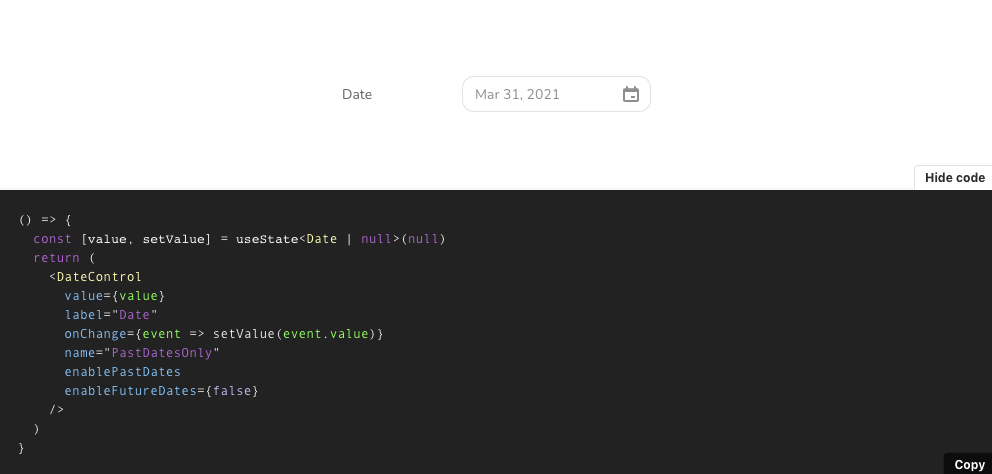 Date
Mar 31, 2021
Hide code
() => {
const [value, setValue] = useState<Date | null>(null)
return (
<DateControl
value={value}
label="Date"
onChange={event => setValue(event.value)}
name="PastDatesOnly"
enablePastDates
enableFutureDates={false}
/>
)
}
Copy